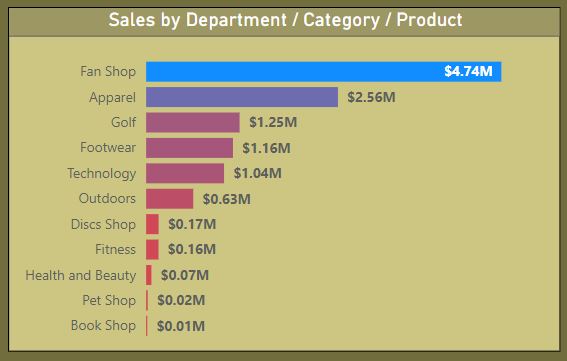 Sales by Department / Category / Product
Fan Shop $4.74M
Apparel $2.56M
Golf $1.25M
Footwear $1.16M
Technology $1.04M
Outdoors $0.63M
Discs Shop $0.17M
Fitness $0.16M
Health and Beauty $0.07M
Pet Shop $0.02M
Book Shop $0.01M